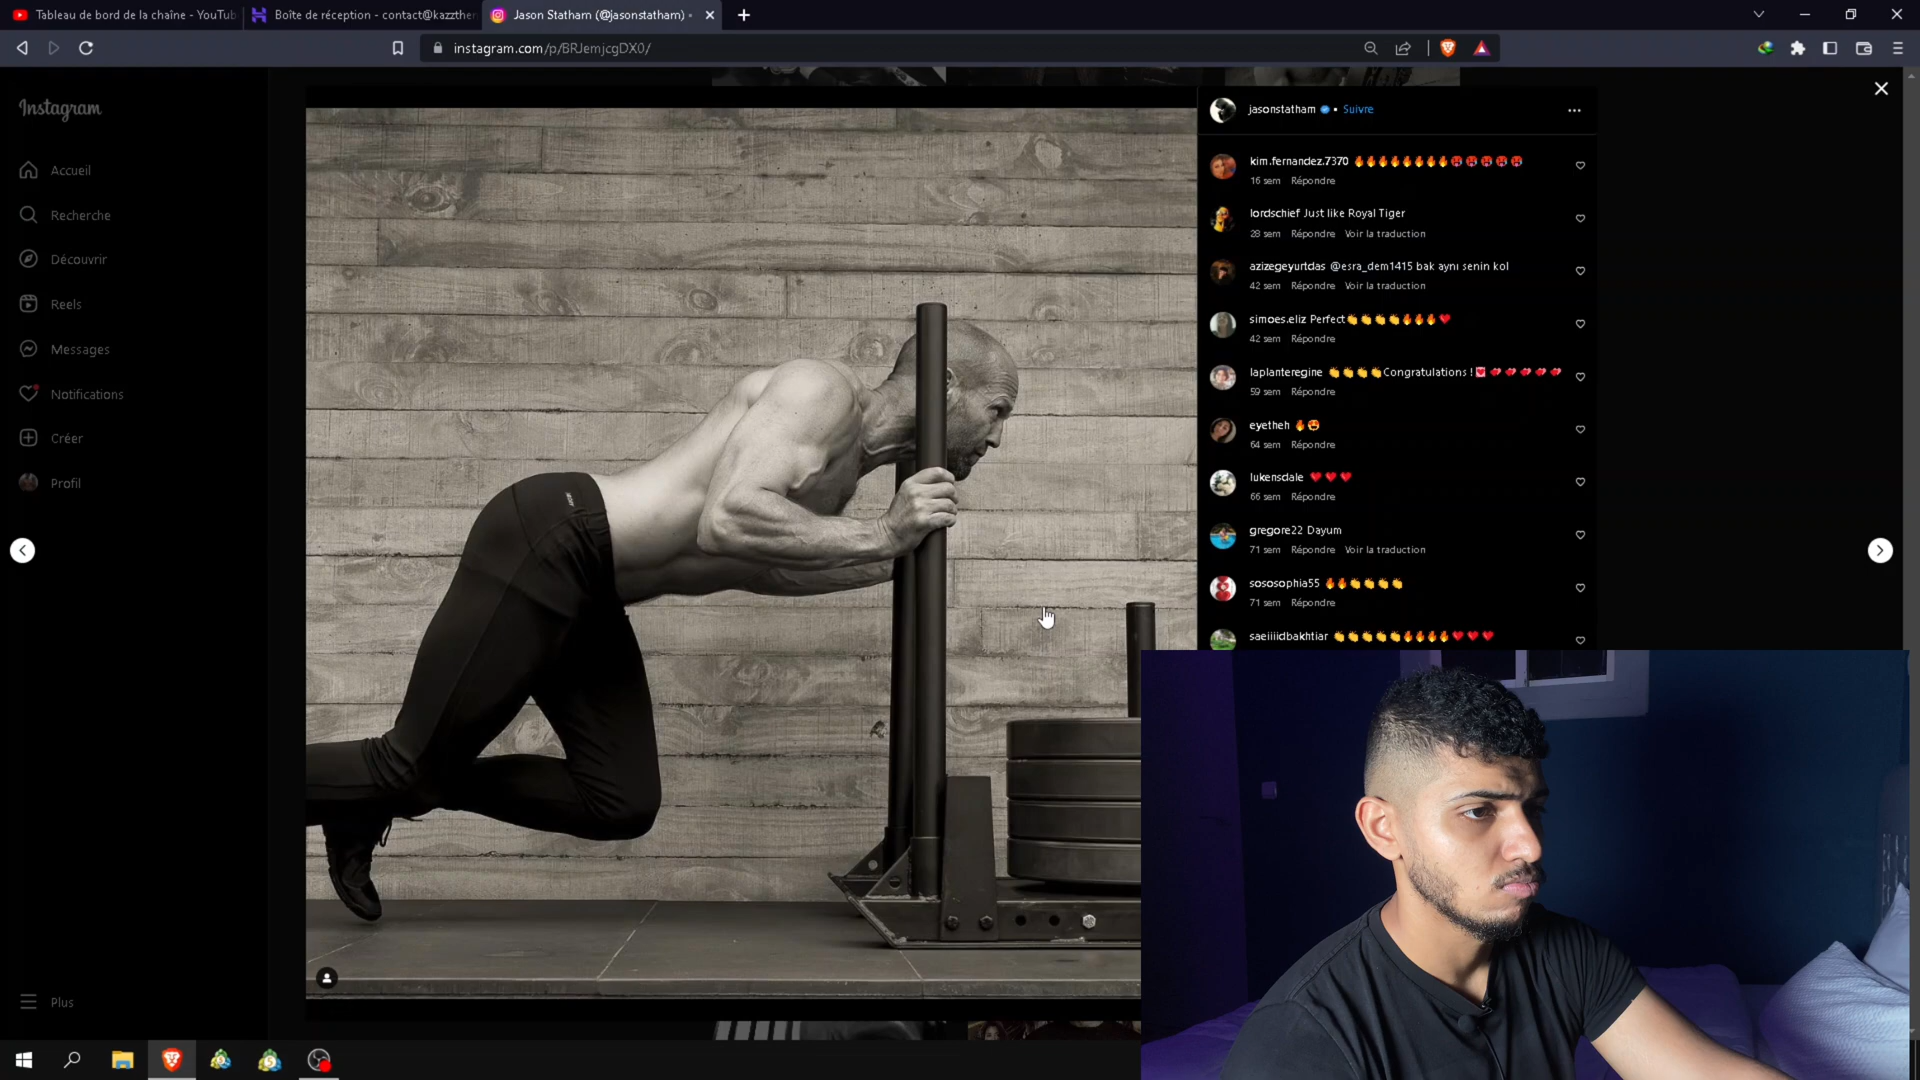 Tableau de bord de la chaîne - YouTub
Boîte de réception - contact@kazzthem
Jason Statham (@jasonstatham) •
instagram.com/p/BRJemjcgDX0/
Instagram
Accueil
Recherche
Découvrir
Reels
Messages
Notifications
Créer
Profil
Plus
jasonstatham • Suivre
kim.fernandez.7370 🔥🔥🔥🔥🔥🔥🔥🔥🥵🥵🥵🥵🥵
16 sem Répondre
lordschief Just like Royal Tiger
28 sem Répondre Voir la traduction
azizegeyurtdas @esra_dem1415 bak aynı senin kol
42 sem Répondre Voir la traduction
simoes.eliz Perfect👏👏👏👏🔥🔥🔥❤️
42 sem Répondre
laplanteregine 👏👏👏👏Congratulations !💟💕💕💕💕💕
59 sem Répondre
eyetheh 🔥😍
64 sem Répondre
lukensdale ❤️❤️❤️
66 sem Répondre
gregore22 Dayum
71 sem Répondre Voir la traduction
sososophia55 🔥🔥👏👏👏👏
71 sem Répondre
saeiiiidbakhtiar 👏👏👏👏👏🔥🔥🔥🔥❤️❤️❤️